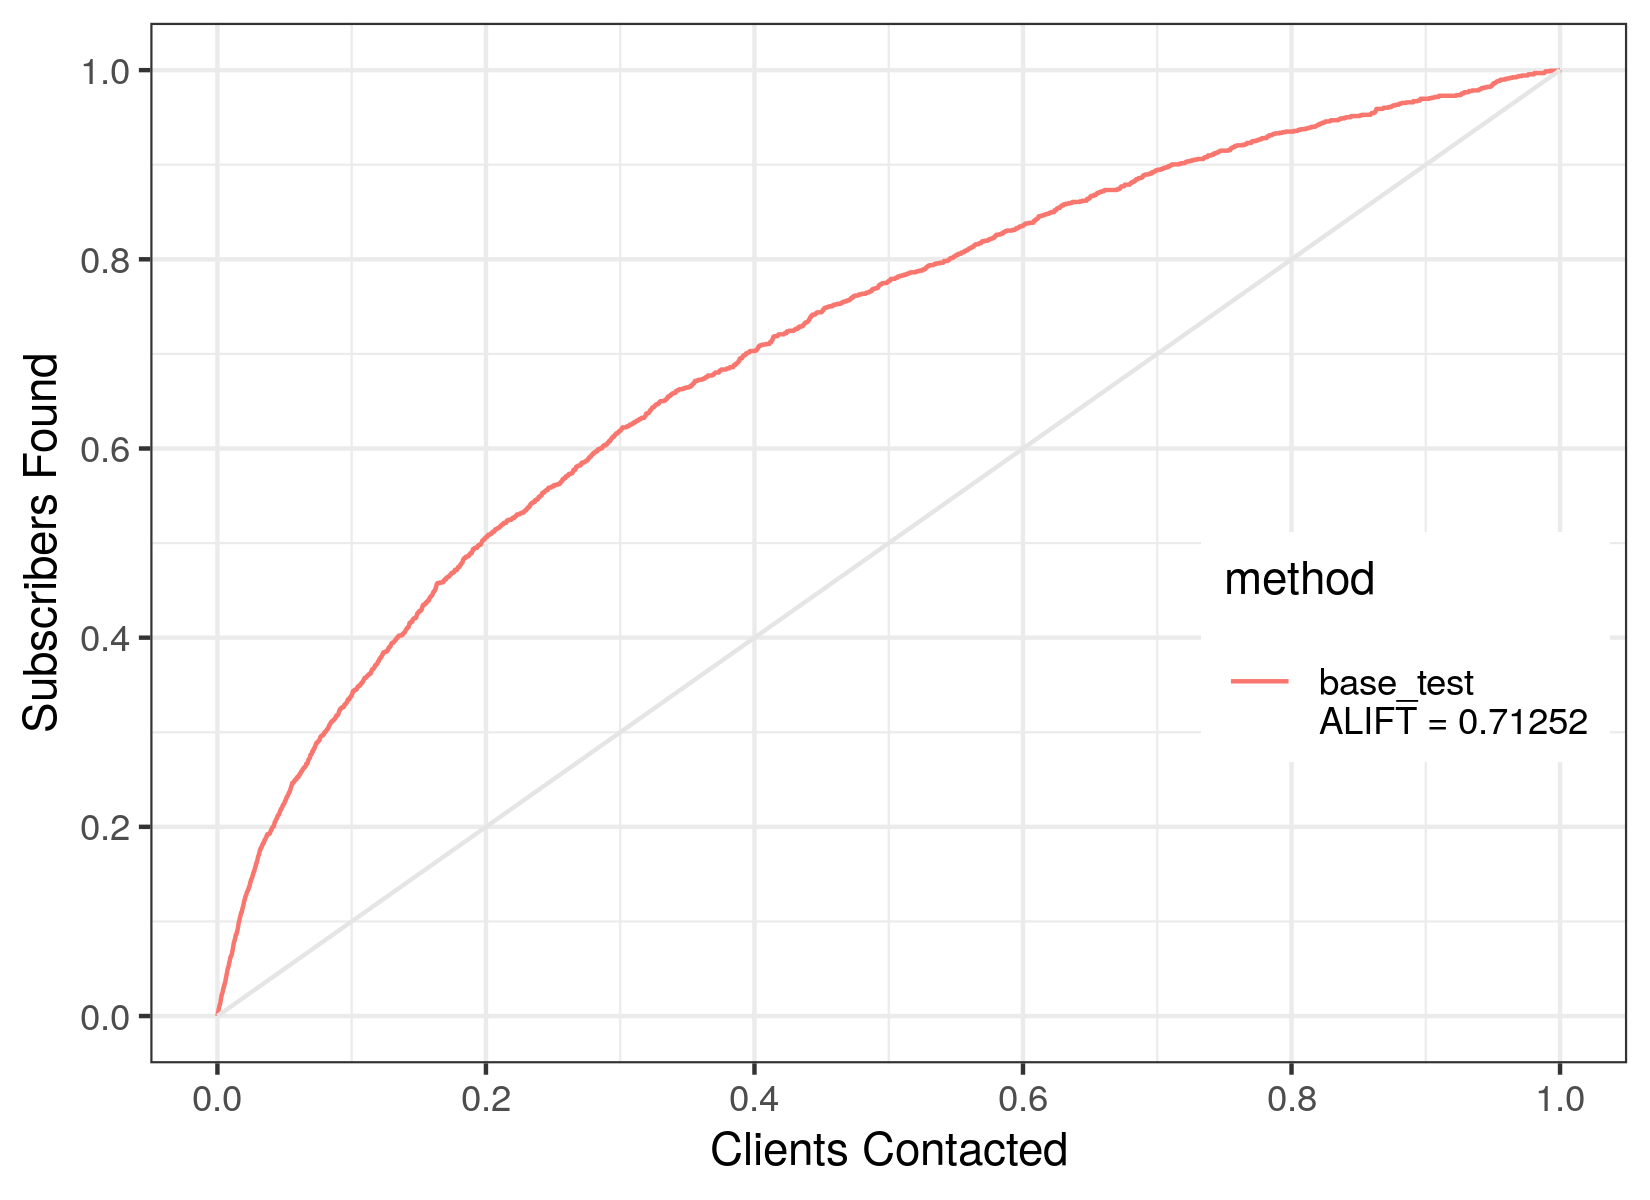 1.0
0.8
0.6
0.4
0.2
0.0
Subscribers Found
method
base_test
ALIFT = 0.71252
0.0 0.2 0.4 0.6 0.8 1.0
Clients Contacted